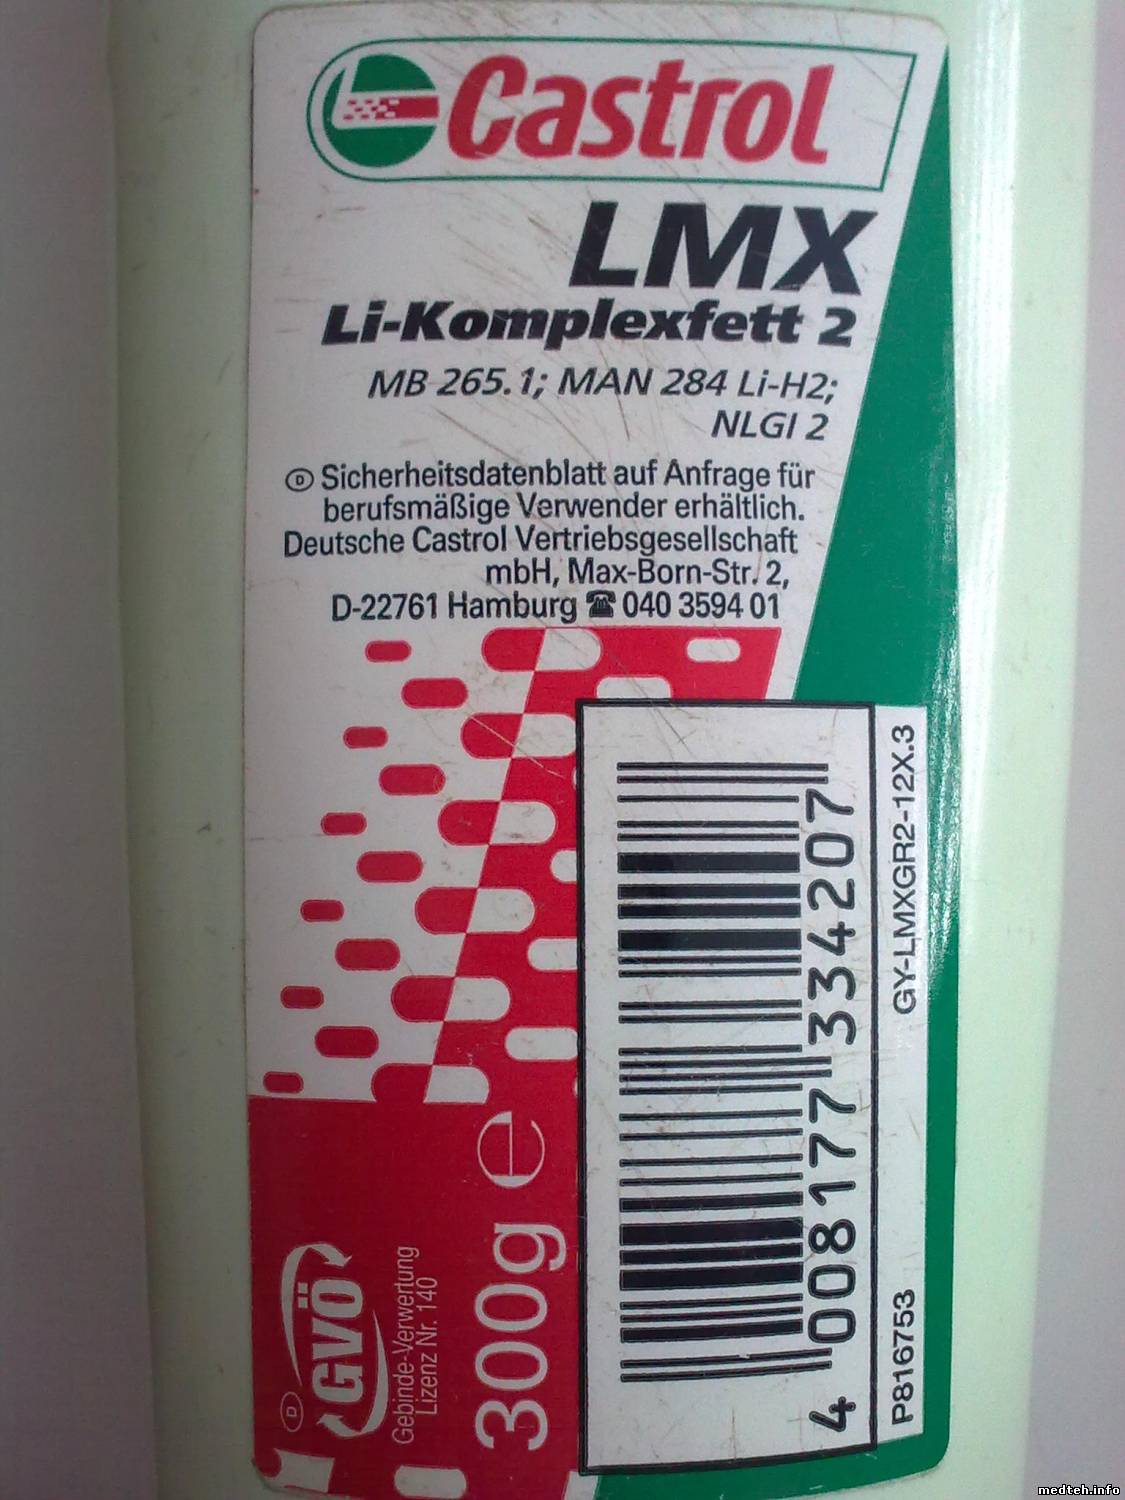 Castrol
LMX
Li-Komplexfett 2
MB 265.1; MAN 284 Li-H2;
NLGI 2
D Sicherheitsdatenblatt auf Anfrage für
berufsmäßige Verwender erhältlich.
Deutsche Castrol Vertriebsgesellschaft
mbH, Max-Born-Str. 2,
D-22761 Hamburg ☎ 040 3594 01
D
GVÖ
Gebinde-Verwertung
Lizenz Nr. 140
300g e
4 008177 334207
P816753
GY-LMXGR2-12X.3
medteh.info